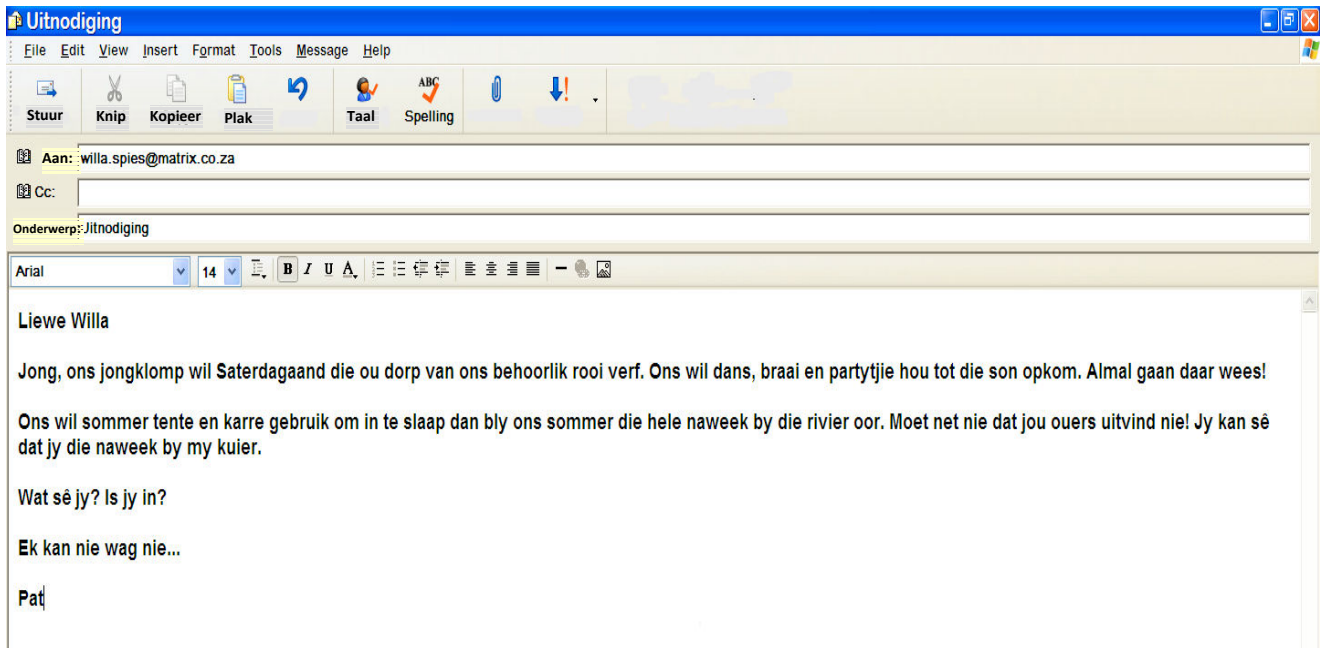 Uitnodiging
File Edit View Insert Format Tools Message Help
ABC
Stuur Knip Kopieer Plak Taal Spelling
Aan: willa.spies@matrix.co.za
Cc:
Onderwerp: Jitnodiging
Arial 14 B I U A
Liewe Willa
Jong, ons jongklomp wil Saterdagaand die ou dorp van ons behoorlik rooi verf. Ons wil dans, braai en partytjie hou tot die son opkom. Almal gaan daar wees!
Ons wil sommer tente en karre gebruik om in te slaap dan bly ons sommer die hele naweek by die rivier oor. Moet net nie dat jou ouers uitvind nie! Jy kan sê
dat jy die naweek by my kuier.
Wat sê jy? Is jy in?
Ek kan nie wag nie...
Pat